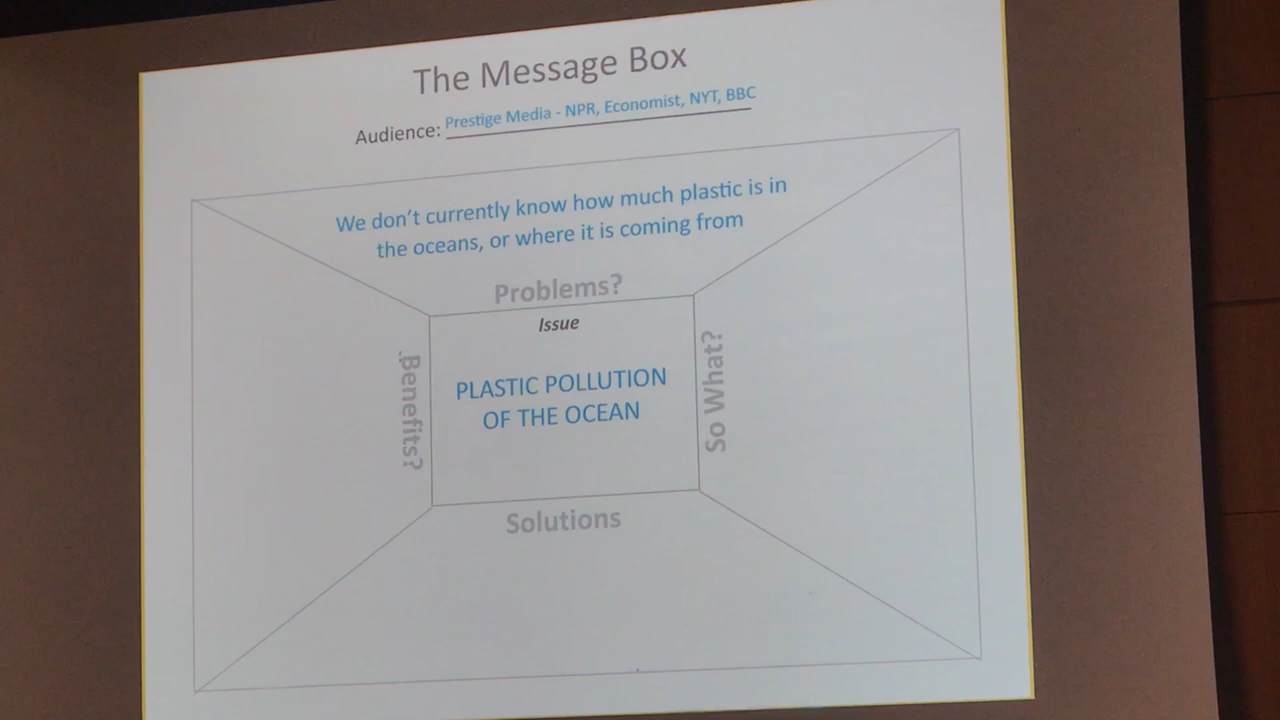 The Message Box
Audience: Prestige Media - NPR, Economist, NYT, BBC
We don't currently know how much plastic is in
the oceans, or where it is coming from
Problems?
Issue
Benefits?
PLASTIC POLLUTION
OF THE OCEAN
So What?
Solutions